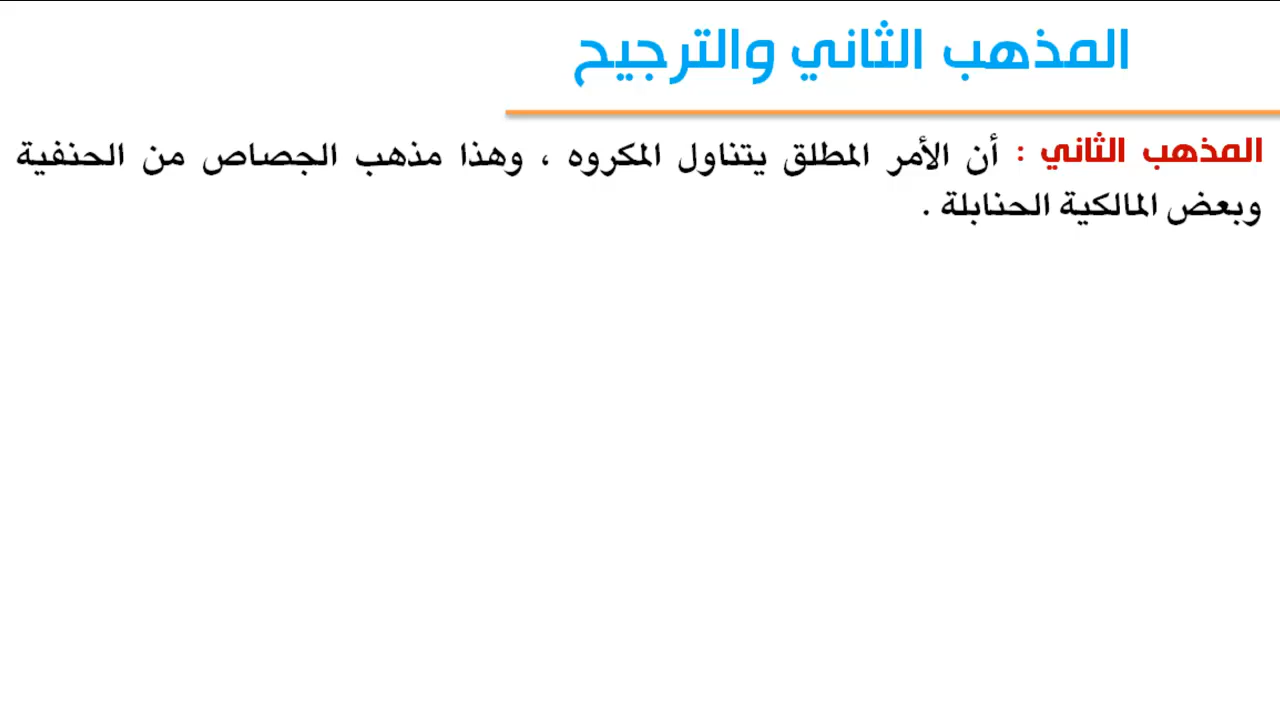 المذهب الثاني والترجيح
المذهب الثاني : أن الأمر المطلق يتناول المكروه ، وهذا مذهب الجصاص من الحنفية
وبعض المالكية الحنابلة .